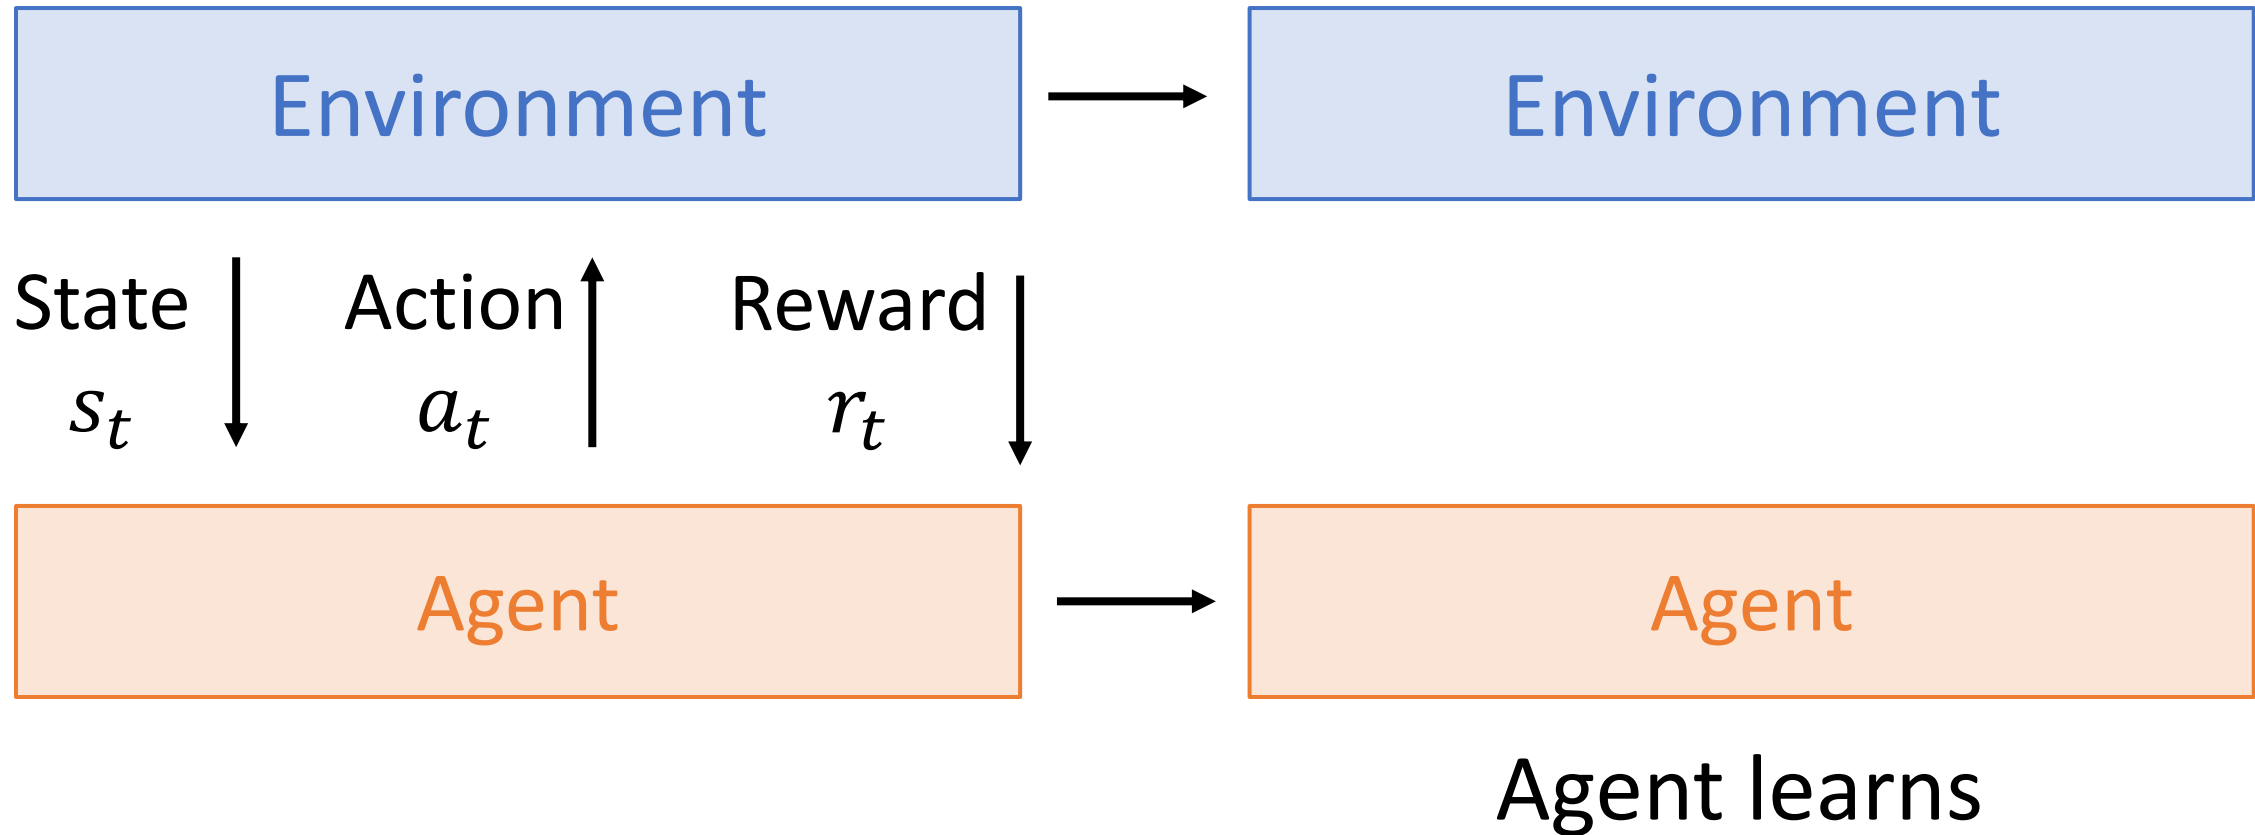 Environment
Environment
State
Action
Reward
s_t
a_t
r_t
Agent
Agent
Agent learns